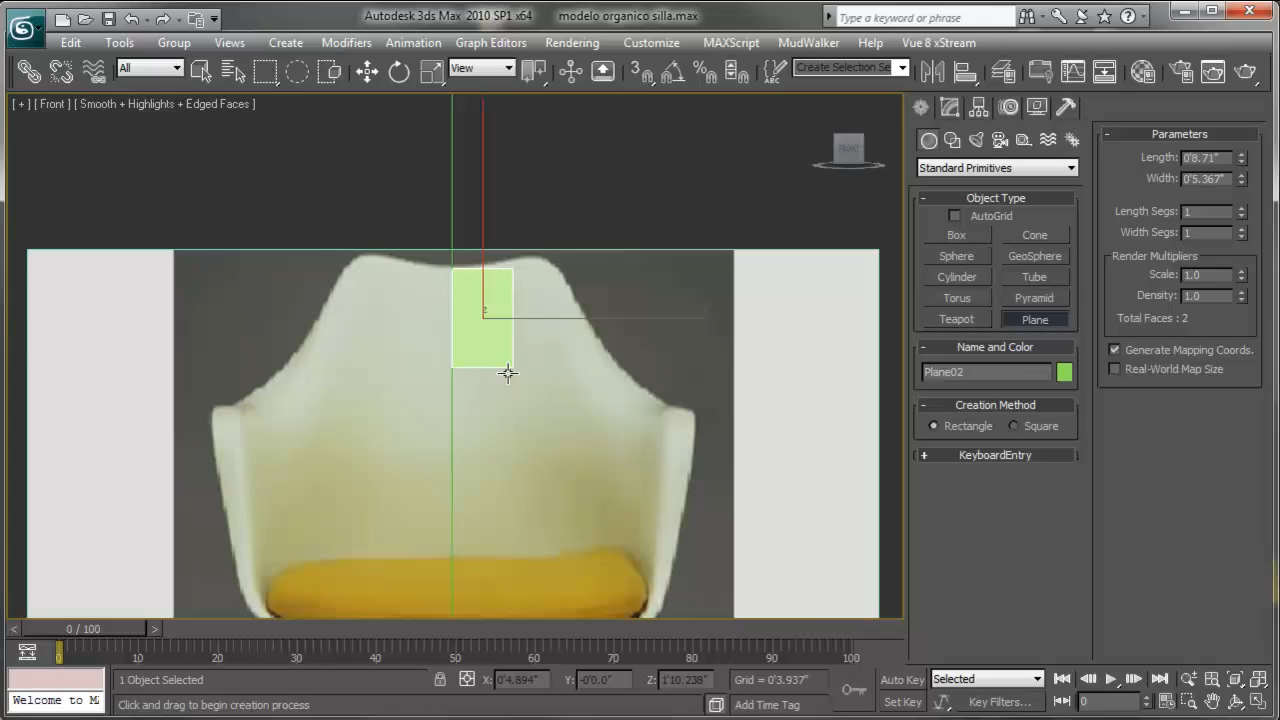 Autodesk 3ds Max 2010 SP1 x64 modelo organico silla.max
Type a keyword or phrase
Edit Tools Group Views Create Modifiers Animation Graph Editors Rendering Customize MAXScript MudWalker Help Vue 8 xStream
All View Create Selection Se
[ + ] [ Front ] [ Smooth + Highlights + Edged Faces ]
FRONT
Standard Primitives
- Object Type
AutoGrid
Box Cone
Sphere GeoSphere
Cylinder Tube
Torus Pyramid
Teapot Plane
- Name and Color
Plane02
- Creation Method
Rectangle Square
+ KeyboardEntry
- Parameters
Length: 0'8.71"
Width: 0'5.367"
Length Segs: 1
Width Segs: 1
Render Multipliers
Scale: 1.0
Density: 1.0
Total Faces : 2
Generate Mapping Coords.
Real-World Map Size
z
< 0 / 100 >
0 10 20 30 40 50 60 70 80 90 100
1 Object Selected X: 0'4.894" Y: -0'0.0" Z: 1'10.238" Grid = 0'3.937" Auto Key Selected
Welcome to M
Click and drag to begin creation process Add Time Tag Set Key Key Filters... 0